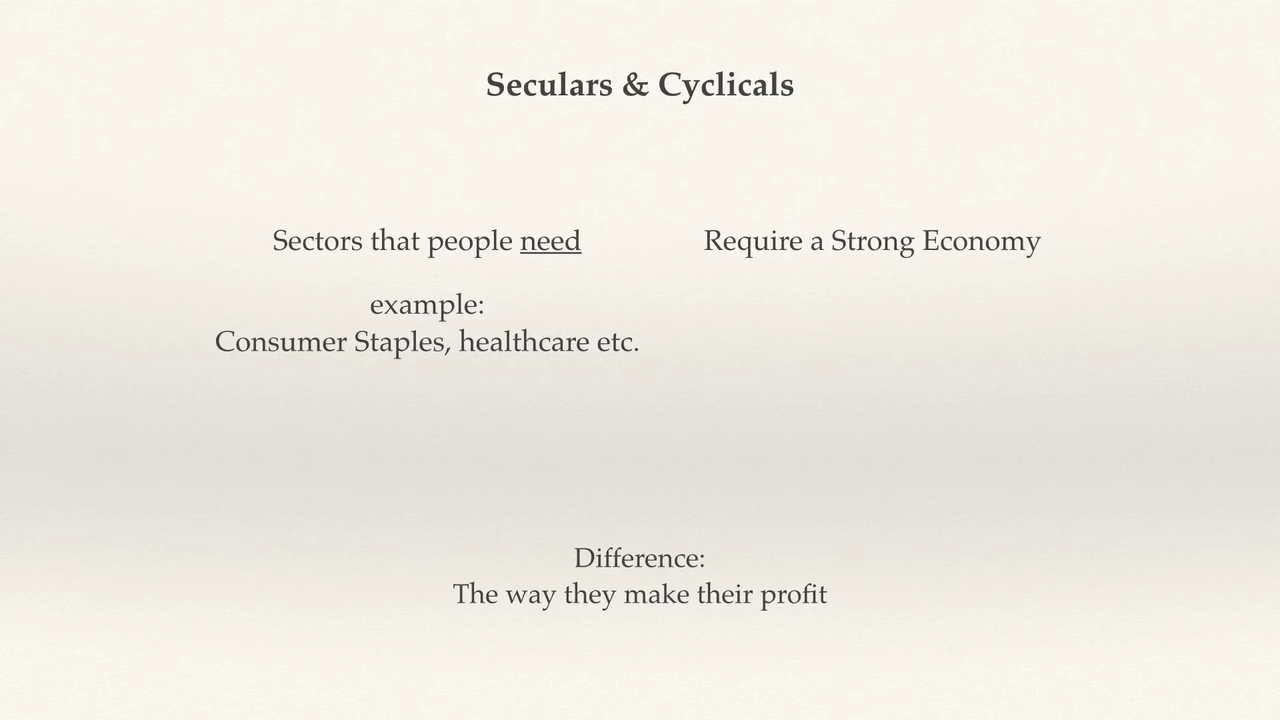 Seculars & Cyclicals
Sectors that people need
example:
Consumer Staples, healthcare etc.
Require a Strong Economy
Difference:
The way they make their profit